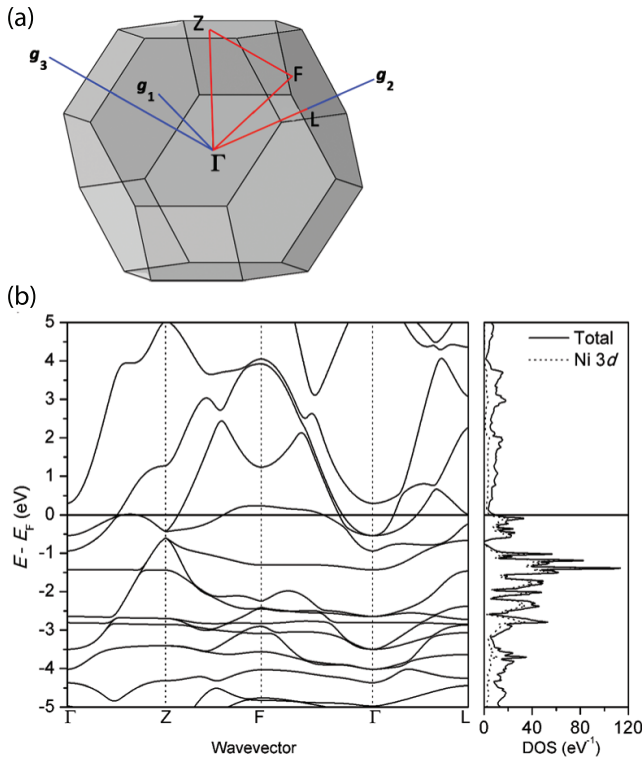 (a)
Z
g3
F
g1
g2
L
Γ
(b)
5
4
3
2
1
0
-1
-2
-3
-4
-5
E - EF (eV)
Γ Z F Γ L
Wavevector
Total
Ni 3d
0 40 80 120
DOS (eV-1)